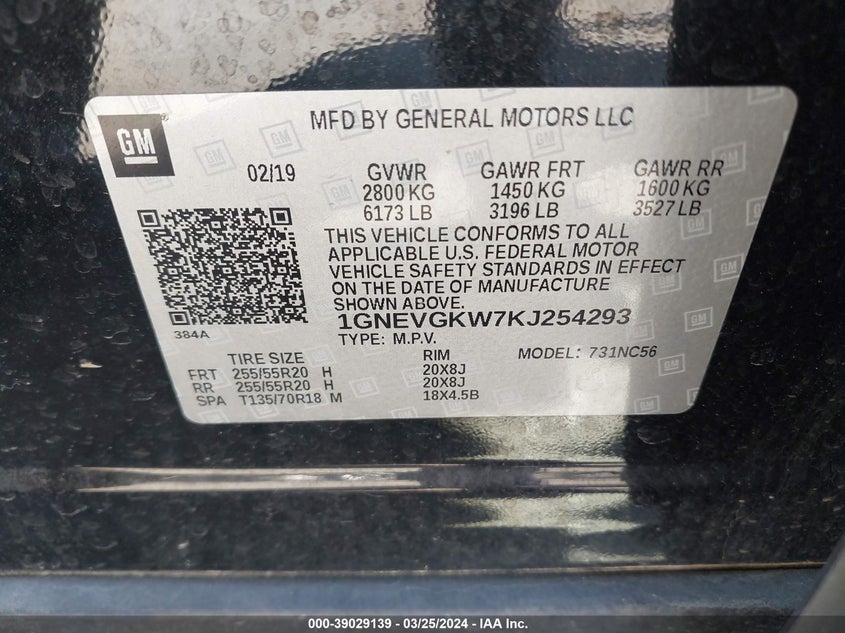 GM
MFD BY GENERAL MOTORS LLC
02/19 GVWR GAWR FRT GAWR RR
2800 KG 1450 KG 1600 KG
6173 LB 3196 LB 3527 LB
THIS VEHICLE CONFORMS TO ALL
APPLICABLE U.S. FEDERAL MOTOR
VEHICLE SAFETY STANDARDS IN EFFECT
ON THE DATE OF MANUFACTURE
SHOWN ABOVE.
384A
1GNEVGKW7KJ254293
TYPE: M.P.V. MODEL: 731NC56
TIRE SIZE RIM
FRT 255/55R20 H 20X8J
RR 255/55R20 H 20X8J
SPA T135/70R18 M 18X4.5B
000-39029139 - 03/25/2024 - IAA Inc.